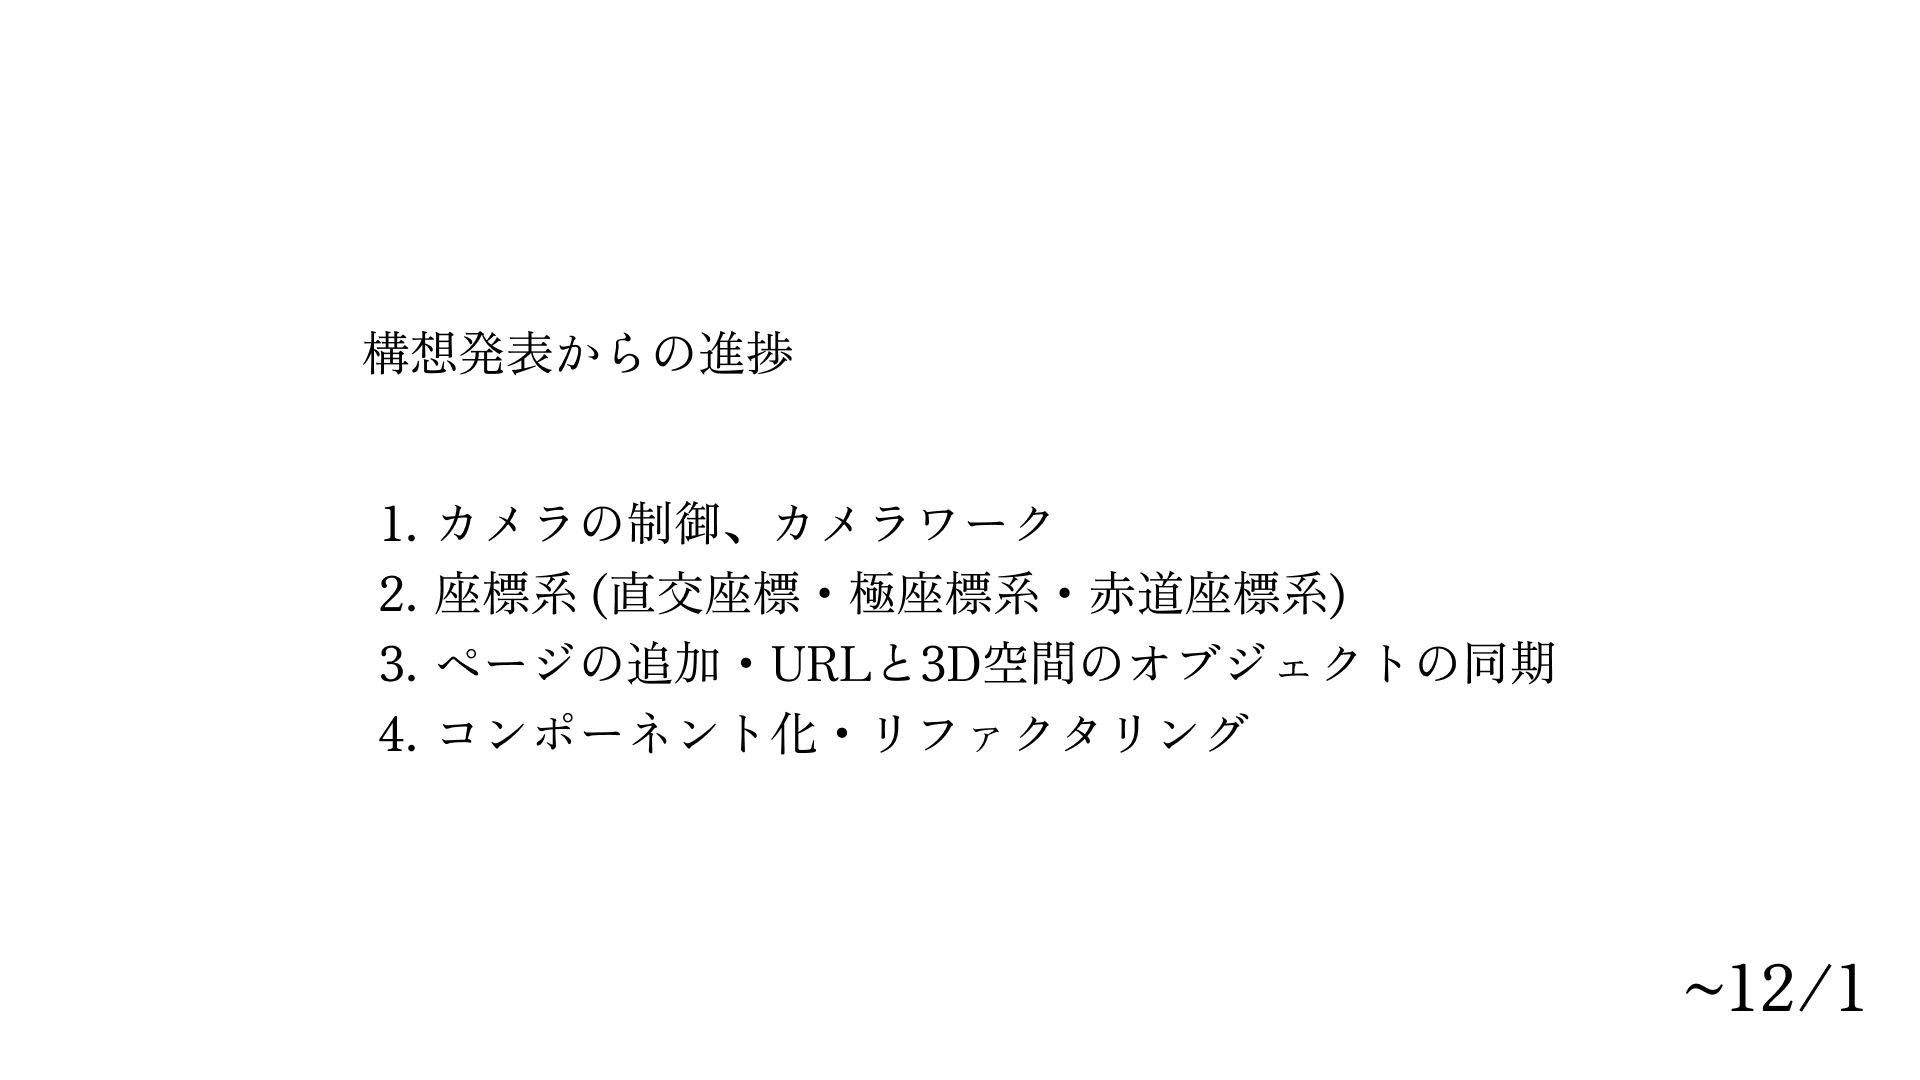 構想発表からの進捗
1. カメラの制御、カメラワーク
2. 座標系 (直交座標・極座標系・赤道座標系)
3. ページの追加・URLと3D空間のオブジェクトの同期
4. コンポーネント化・リファクタリング
~12/1